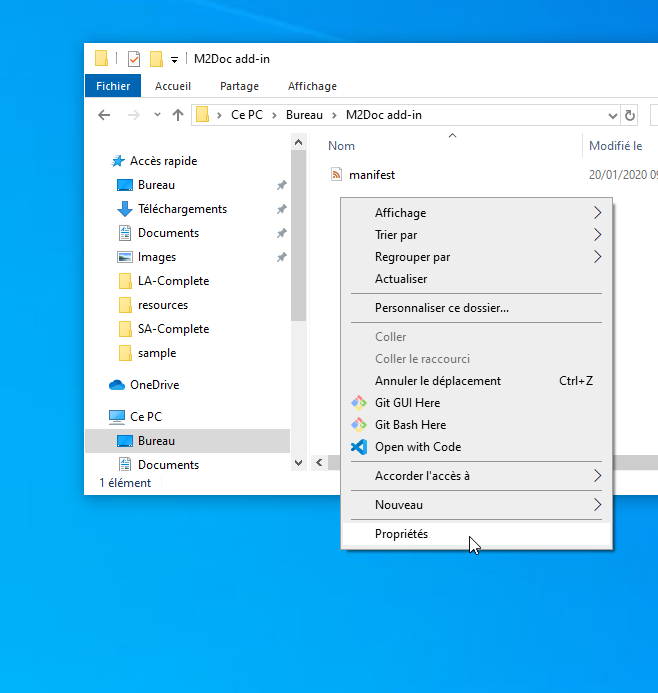 M2Doc add-in
Fichier Accueil Partage Affichage
Ce PC Bureau M2Doc add-in
Nom Modifié le
Accès rapide
Bureau
Téléchargements
Documents
Images
LA-Complete
resources
SA-Complete
sample
OneDrive
Ce PC
Bureau
Documents
1 élément
manifest 20/01/2020
Affichage
Trier par
Regrouper par
Actualiser
Personnaliser ce dossier...
Coller
Coller le raccourci
Annuler le déplacement Ctrl+Z
Git GUI Here
Git Bash Here
Open with Code
Accorder l'accès à
Nouveau
Propriétés